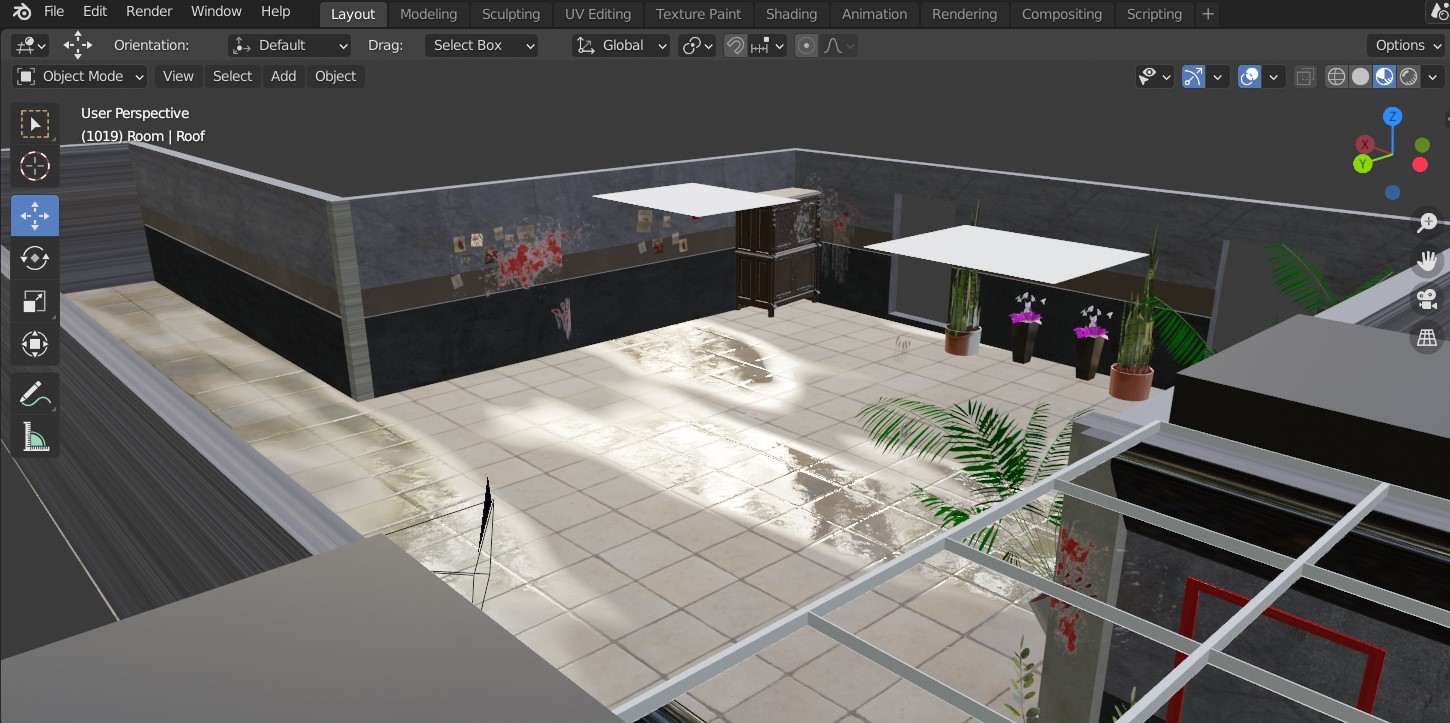 File Edit Render Window Help Layout Modeling Sculpting UV Editing Texture Paint Shading Animation Rendering Compositing Scripting +
Orientation: Default Drag: Select Box Global Options
Object Mode View Select Add Object
User Perspective
(1019) Room | Roof
Z
X
Y